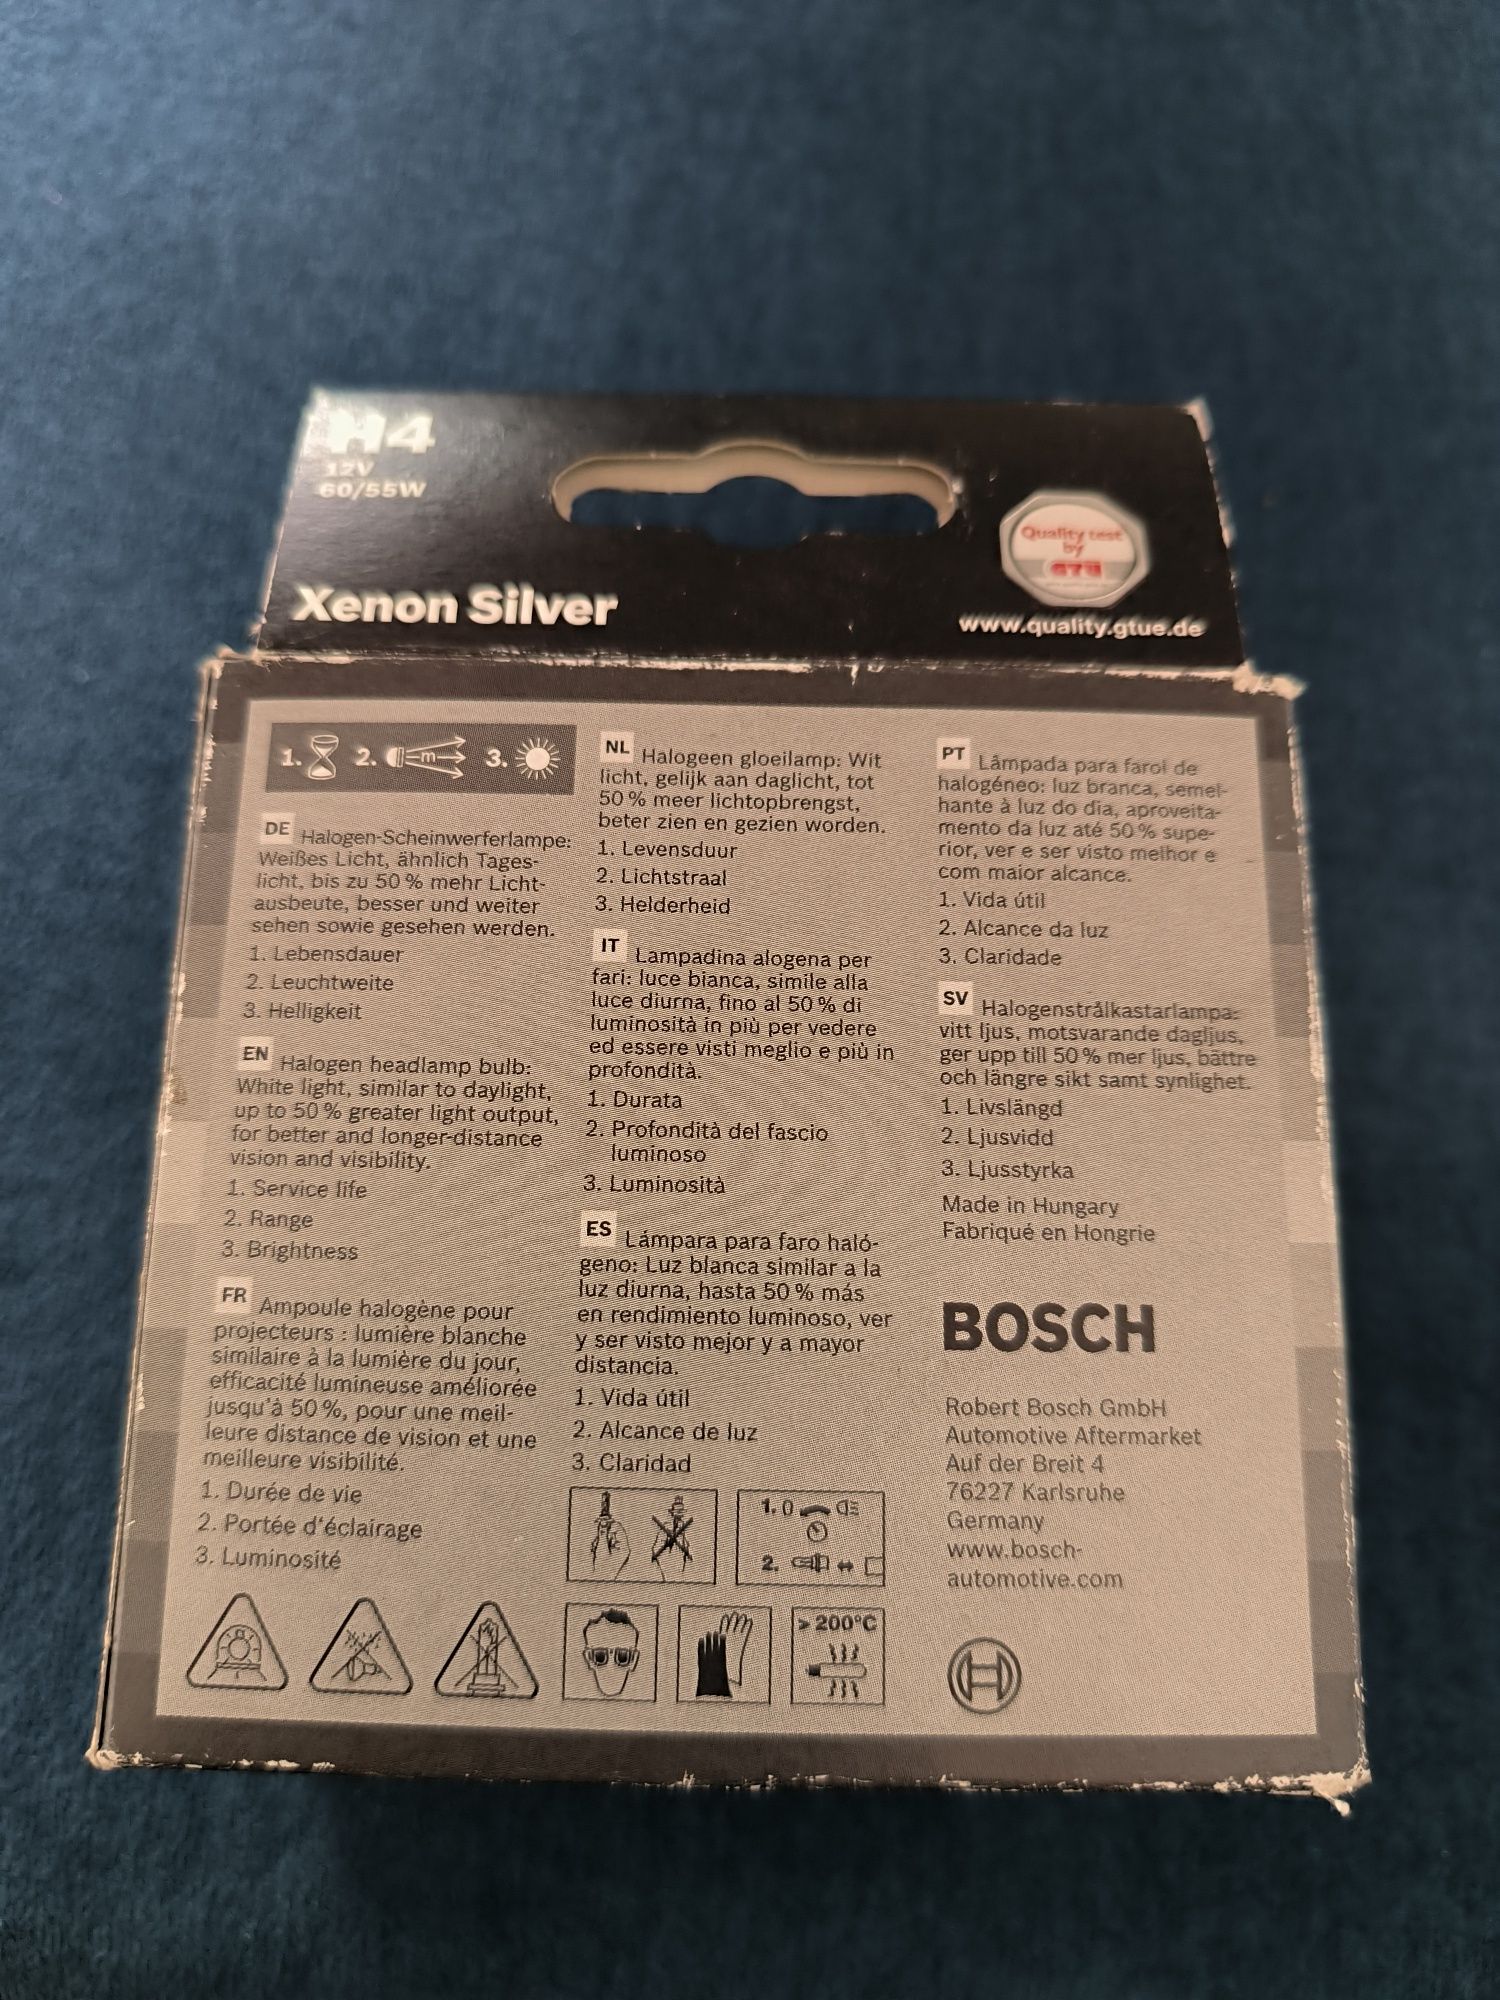 H4
12V
60/55W
Xenon Silver
Quality test
by
GTÜ
www.quality.gtue.de
1. 2. m 3.
DE Halogen-Scheinwerferlampe:
Weißes Licht, ähnlich Tages-
licht, bis zu 50 % mehr Licht-
ausbeute, besser und weiter
sehen sowie gesehen werden.
1. Lebensdauer
2. Leuchtweite
3. Helligkeit
EN Halogen headlamp bulb:
White light, similar to daylight,
up to 50 % greater light output,
for better and longer-distance
vision and visibility.
1. Service life
2. Range
3. Brightness
FR Ampoule halogène pour
projecteurs : lumière blanche
similaire à la lumière du jour,
efficacité lumineuse améliorée
jusqu'à 50 %, pour une meil-
leure distance de vision et une
meilleure visibilité.
1. Durée de vie
2. Portée d'éclairage
3. Luminosité
NL Halogeen gloeilamp: Wit
licht, gelijk aan daglicht, tot
50 % meer lichtopbrengst,
beter zien en gezien worden.
1. Levensduur
2. Lichtstraal
3. Helderheid
IT Lampadina alogena per
fari: luce bianca, simile alla
luce diurna, fino al 50 % di
luminosità in più per vedere
ed essere visti meglio e più in
profondità.
1. Durata
2. Profondità del fascio
luminoso
3. Luminosità
ES Lámpara para faro haló-
geno: Luz blanca similar a la
luz diurna, hasta 50 % más
en rendimiento luminoso, ver
y ser visto mejor y a mayor
distancia.
1. Vida útil
2. Alcance de luz
3. Claridad
1. 0
2.
> 200°C
PT Lâmpada para farol de
halogéneo: luz branca, semel-
hante à luz do dia, aproveita-
mento da luz até 50 % supe-
rior, ver e ser visto melhor e
com maior alcance.
1. Vida útil
2. Alcance da luz
3. Claridade
SV Halogenstrålkastarlampa:
vitt ljus, motsvarande dagljus,
ger upp till 50 % mer ljus, bättre
och längre sikt samt synlighet.
1. Livslängd
2. Ljusvidd
3. Ljusstyrka
Made in Hungary
Fabriqué en Hongrie
BOSCH
Robert Bosch GmbH
Automotive Aftermarket
Auf der Breit 4
76227 Karlsruhe
Germany
www.bosch-
automotive.com